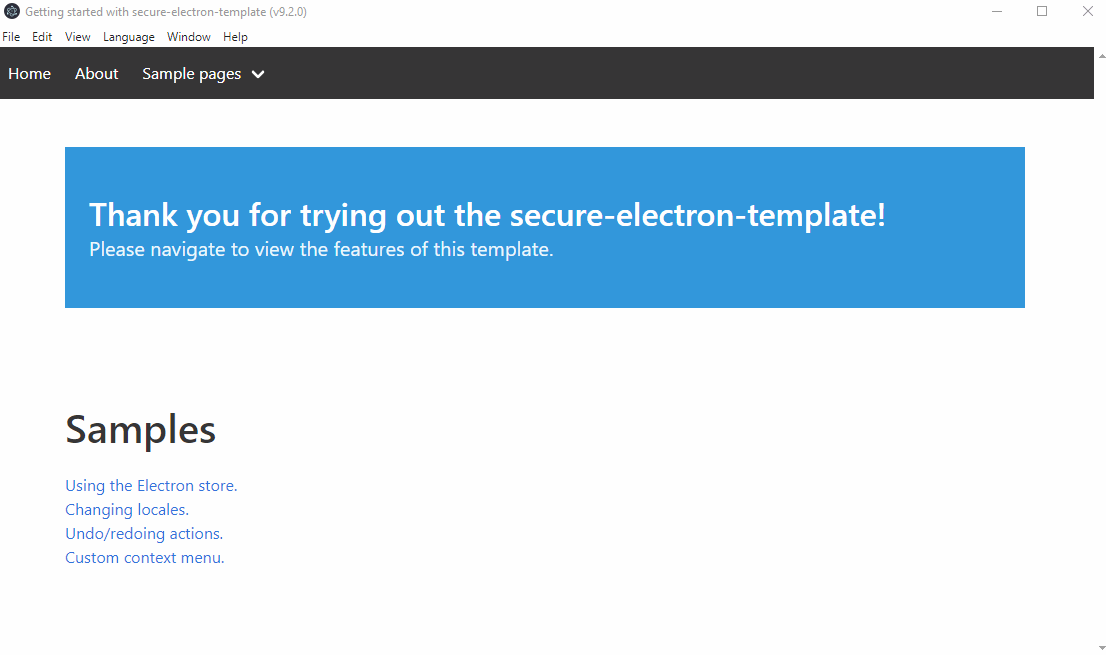 Getting started with secure-electron-template (v9.2.0)
File Edit View Language Window Help
Home About Sample pages
Thank you for trying out the secure-electron-template!
Please navigate to view the features of this template.
Samples
Using the Electron store.
Changing locales.
Undo/redoing actions.
Custom context menu.